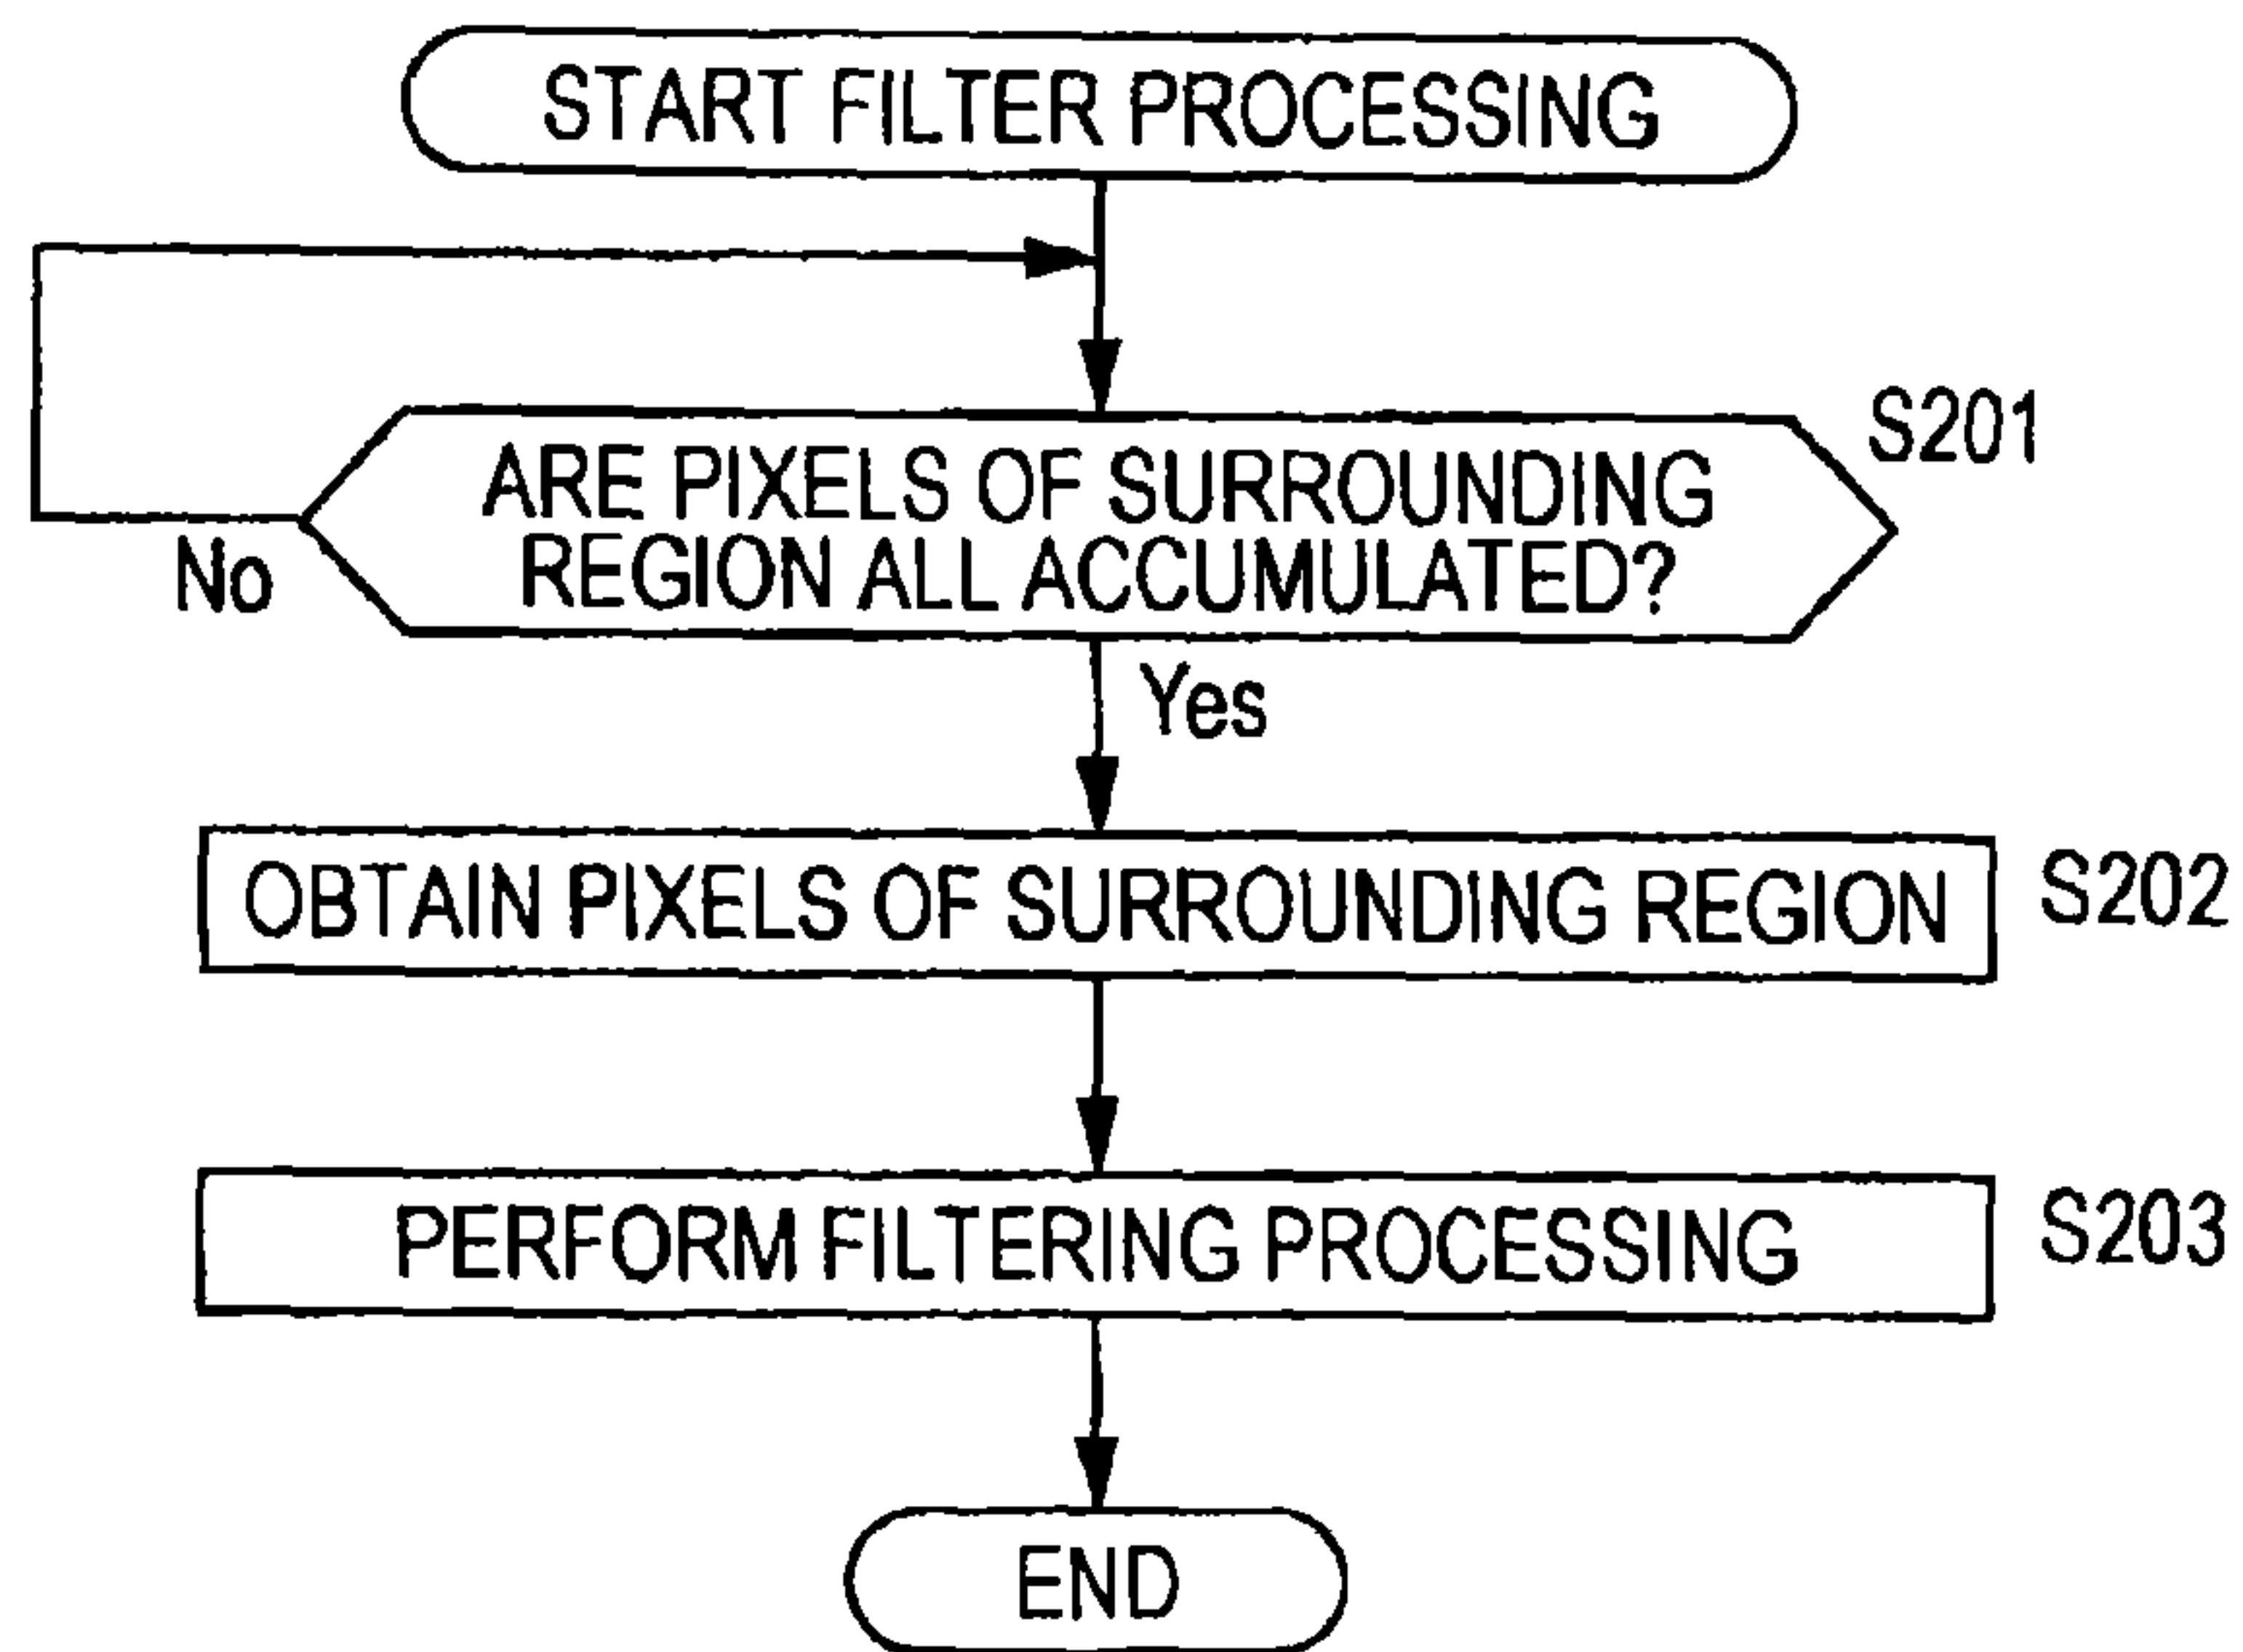 START FILTER PROCESSING
S201
ARE PIXELS OF SURROUNDING
REGION ALL ACCUMULATED?
No
Yes
OBTAIN PIXELS OF SURROUNDING REGION
S202
PERFORM FILTERING PROCESSING
S203
END